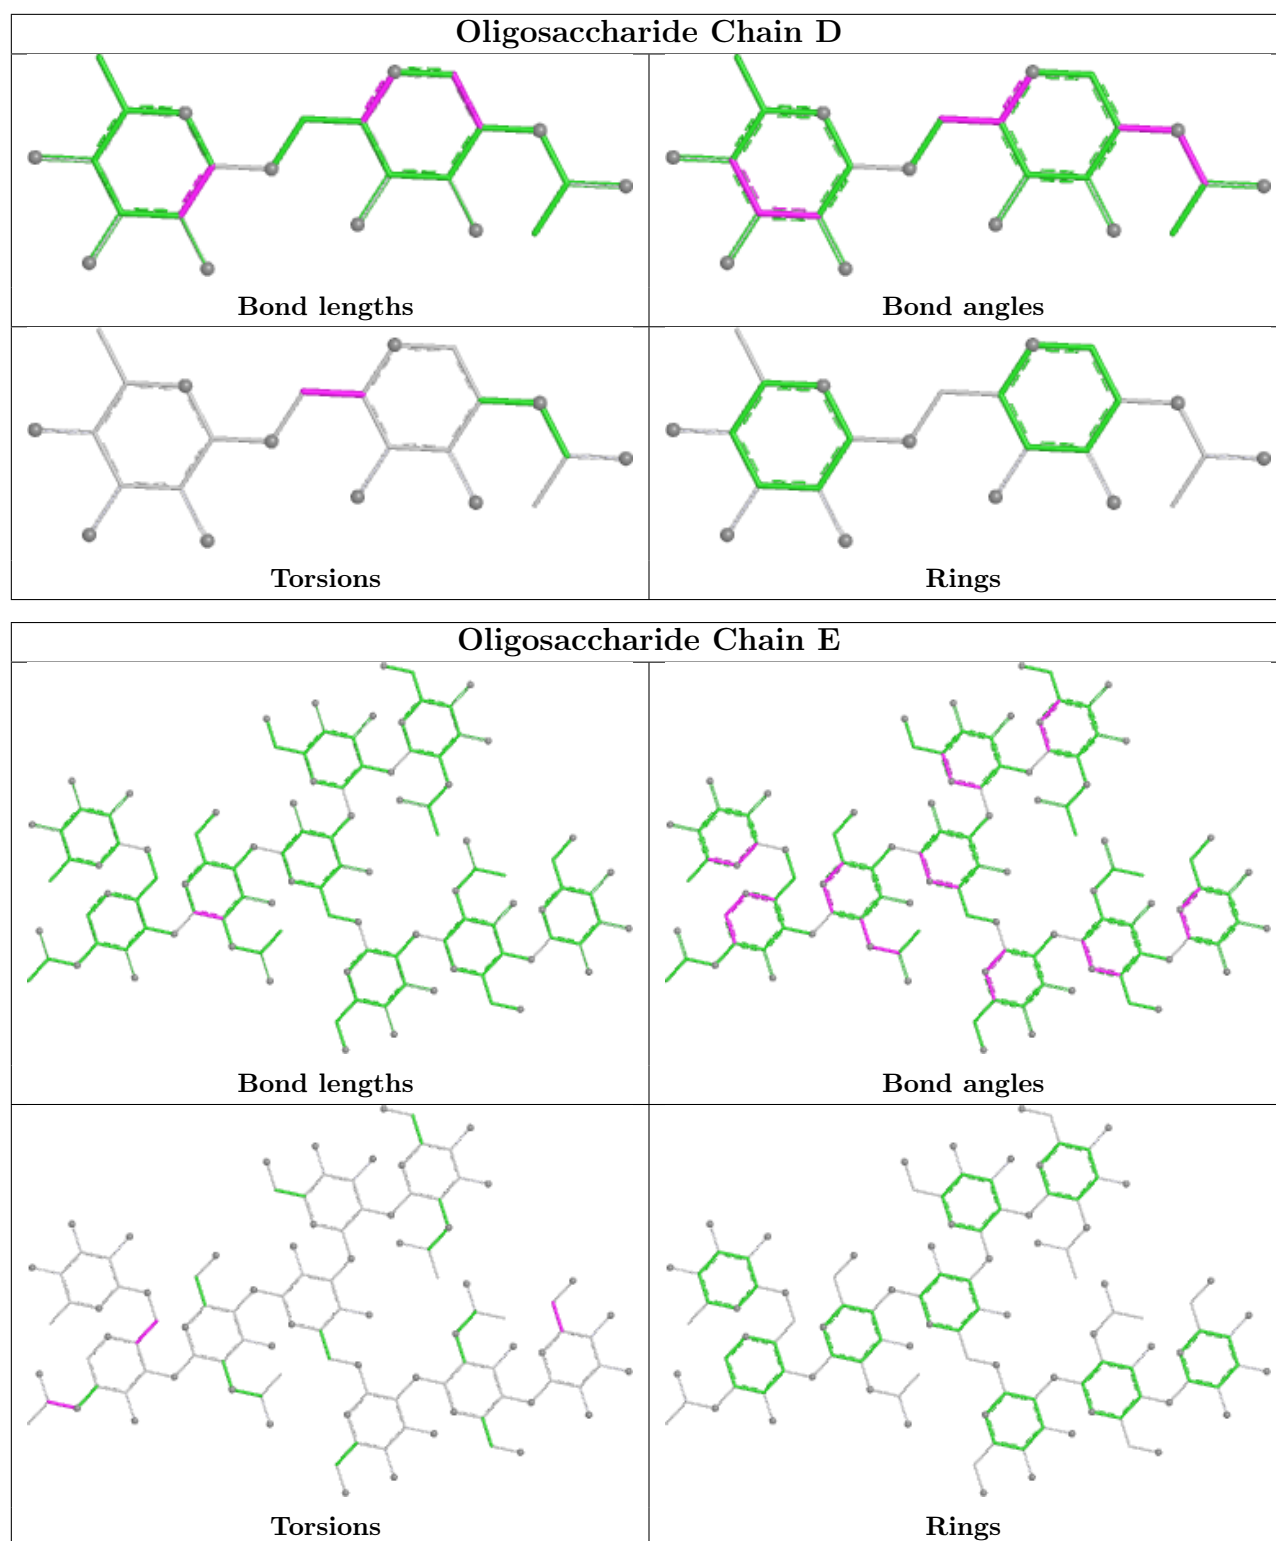 Oligosaccharide Chain D
Bond lengths
Bond angles
Torsions
Rings
Oligosaccharide Chain E
Bond lengths
Bond angles
Torsions
Rings